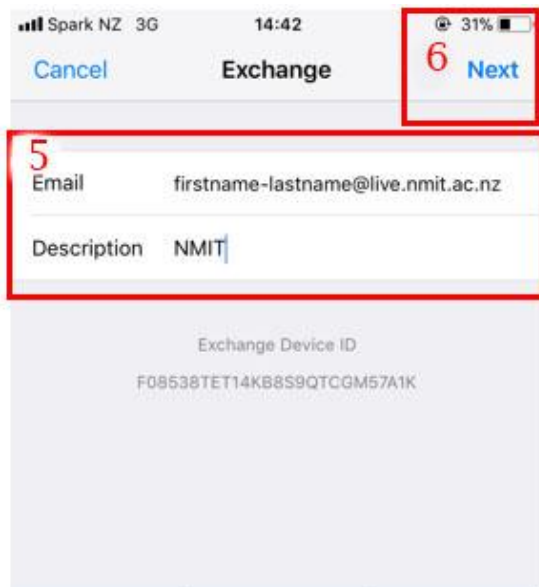 Spark NZ 3G 14:42 31%
Cancel Exchange 6 Next
5
Email firstname-lastname@live.nmit.ac.nz
Description NMIT
Exchange Device ID
F08538TET14KB8S9QTCGM57A1K